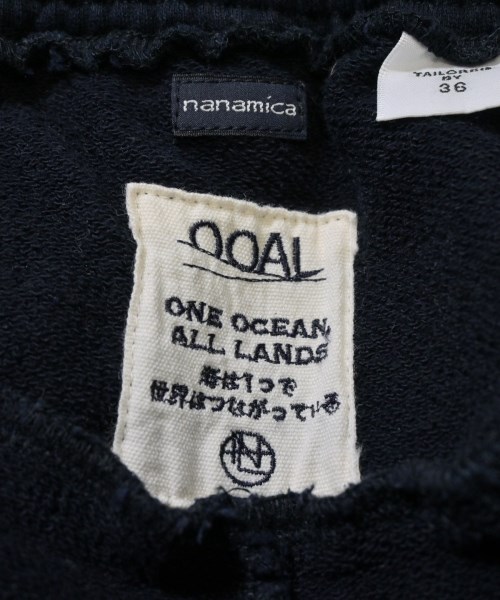 nanamica
TAILORED
BY
36
OOAL
ONE OCEAN,
ALL LANDS
海は1つで
世界はつながっている